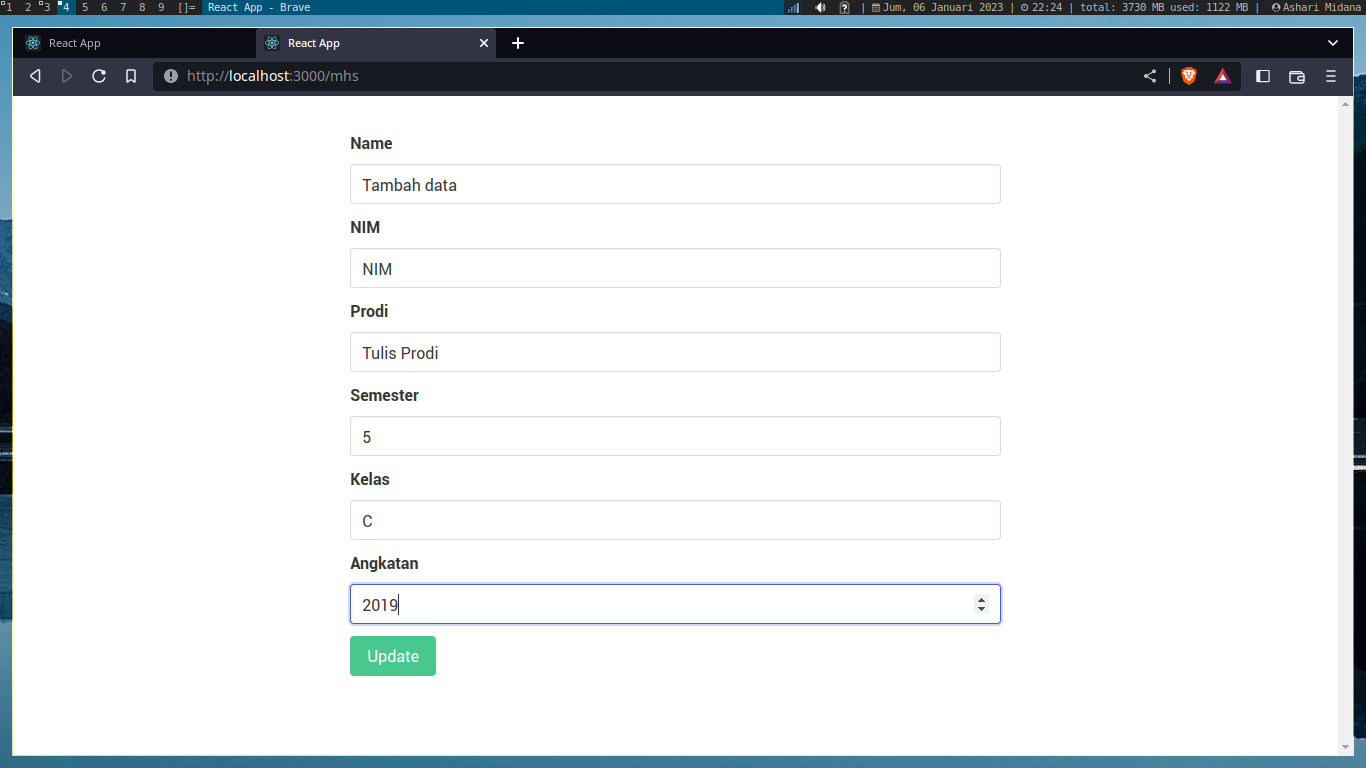 1 2 3 4 5 6 7 8 9 []= React App - Brave | Jum, 06 Januari 2023 | 22:24 | total: 3730 MB used: 1122 MB | Ashari Midana
React App React App
http://localhost:3000/mhs
Name
Tambah data
NIM
NIM
Prodi
Tulis Prodi
Semester
5
Kelas
C
Angkatan
2019
Update